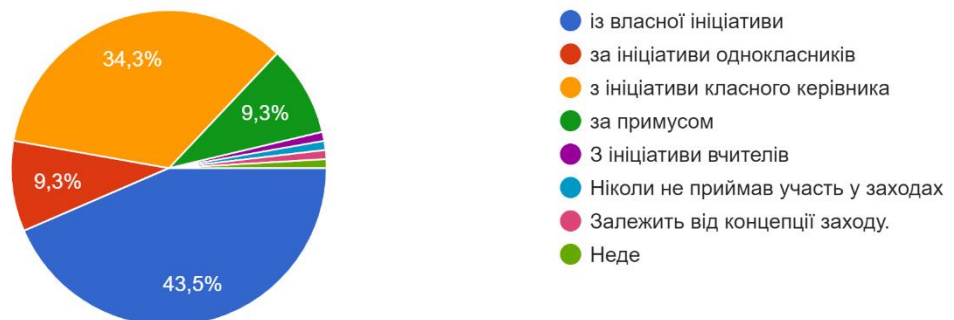 34,3%
9,3%
9,3%
43,5%
із власної ініціативи
за ініціативи однокласників
з ініціативи класного керівника
за примусом
З ініціативи вчителів
Ніколи не приймав участь у заходах
Залежить від концепції заходу.
Неде